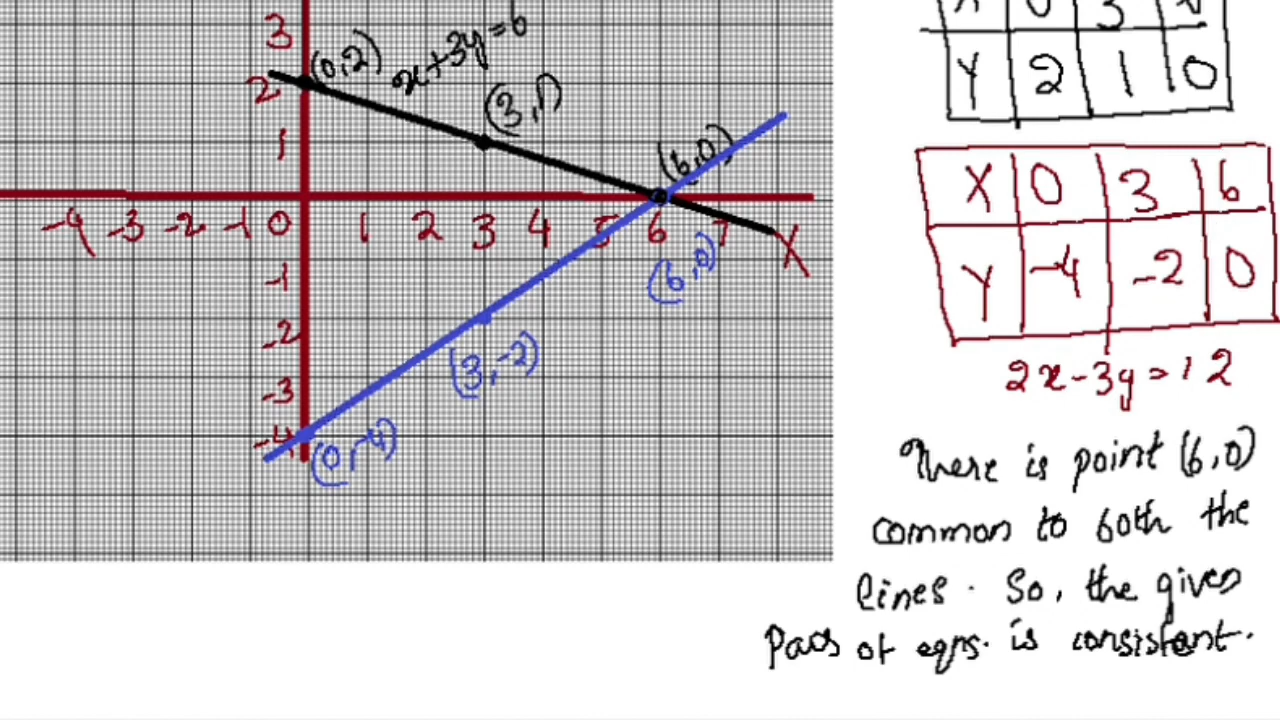 3
2
1
-4 -3 -2 -1 0 1 2 3 4 5 6 7 X
-1
-2
-3
-4
(0,2)
x+3y=6
(3,1)
(6,0)
(6,0)
(3,-2)
(0,-4)
X 0 3
Y 2 1 0
X 0 3 6
Y -4 -2 0
2x-3y=12
There is point (6,0)
common to both the
lines. So, the given
of eqns. is consistent.